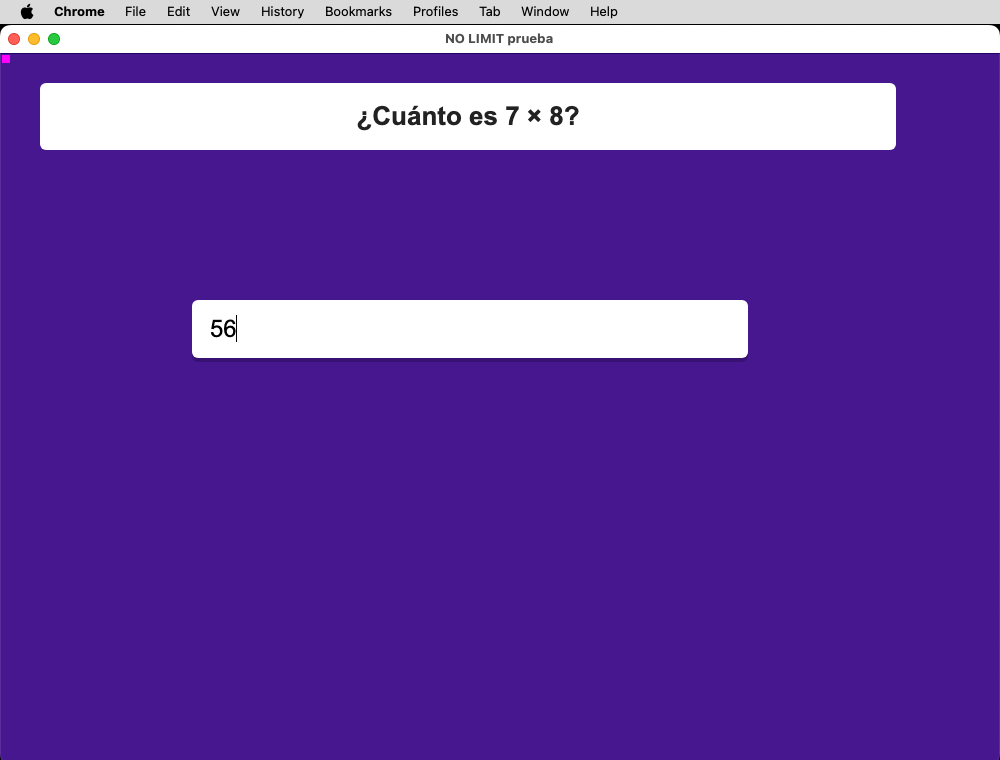 Chrome File Edit View History Bookmarks Profiles Tab Window Help
NO LIMIT prueba
¿Cuánto es 7 × 8?
56